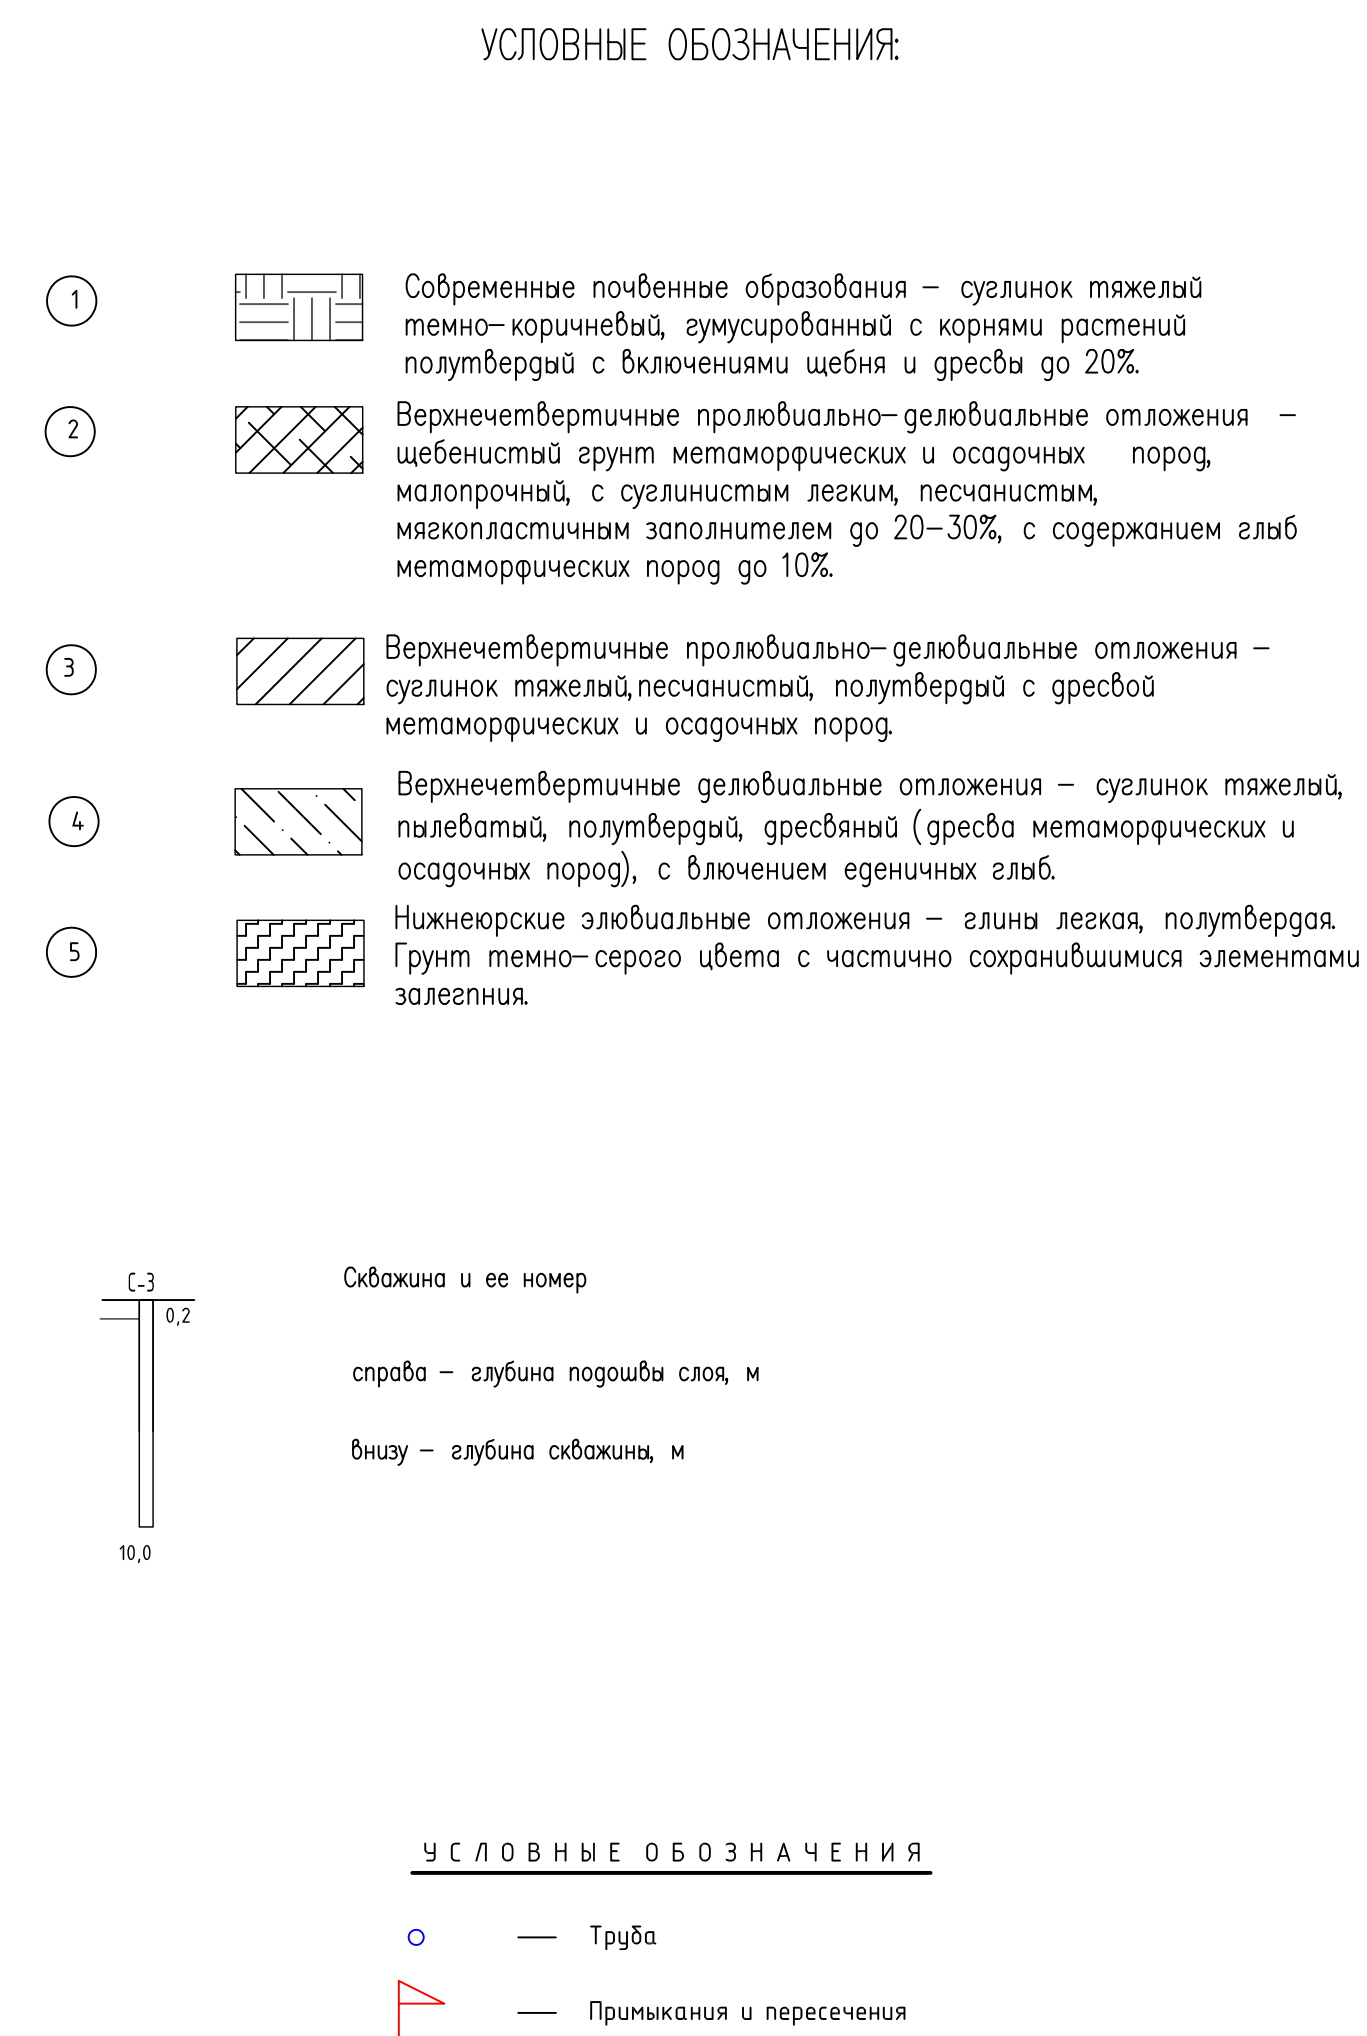 УСЛОВНЫЕ ОБОЗНАЧЕНИЯ:
1
Современные почвенные образования – суглинок тяжелый
темно–коричневый, гумусированный с корнями растений
полутвердый с включениями щебня и дресвы до 20%.
2
Верхнечетвертичные пролювиально–делювиальные отложения –
щебенистый грунт метаморфических и осадочных пород,
малопрочный, с суглинистым легким, песчанистым,
мягкопластичным заполнителем до 20–30%, с содержанием глыб
метаморфических пород до 10%.
3
Верхнечетвертичные пролювиально–делювиальные отложения –
суглинок тяжелый, песчанистый, полутвердый с дресвой
метаморфических и осадочных пород.
4
Верхнечетвертичные делювиальные отложения – суглинок тяжелый,
пылеватый, полутвердый, дресвяный (дресва метаморфических и
осадочных пород), с влючением еденичных глыб.
5
Нижнеюрские элювиальные отложения – глины легкая, полутвердая.
Грунт темно–серого цвета с частично сохранившимися элементами
залегпния.
С-3
Скважина и ее номер
0,2
справа – глубина подошвы слоя, м
внизу – глубина скважины, м
10,0
УСЛОВНЫЕ ОБОЗНАЧЕНИЯ
— Труба
— Примыкания и пересечения